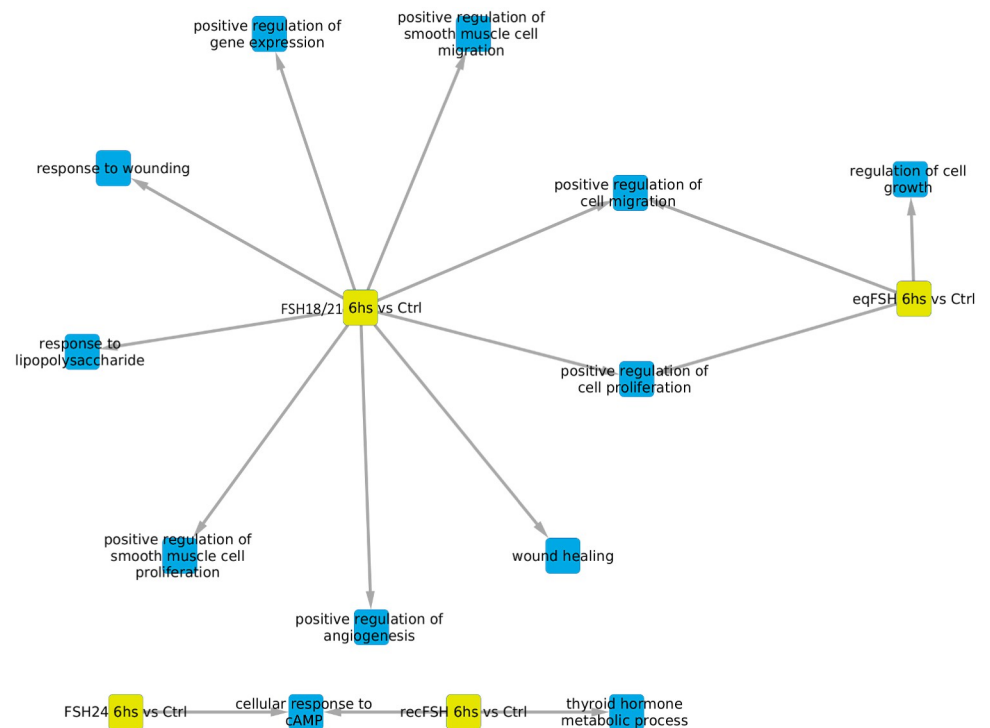 positive regulation of
gene expression
positive regulation of
smooth muscle cell
migration
response to wounding
positive regulation of
cell migration
regulation of cell
growth
FSH18/21 6hs vs Ctrl
eqFSH 6hs vs Ctrl
response to
lipopolysaccharide
positive regulation of
cell proliferation
positive regulation of
smooth muscle cell
proliferation
wound healing
positive regulation of
angiogenesis
FSH24 6hs vs Ctrl
cellular response to
cAMP
recFSH 6hs vs Ctrl
thyroid hormone
metabolic process